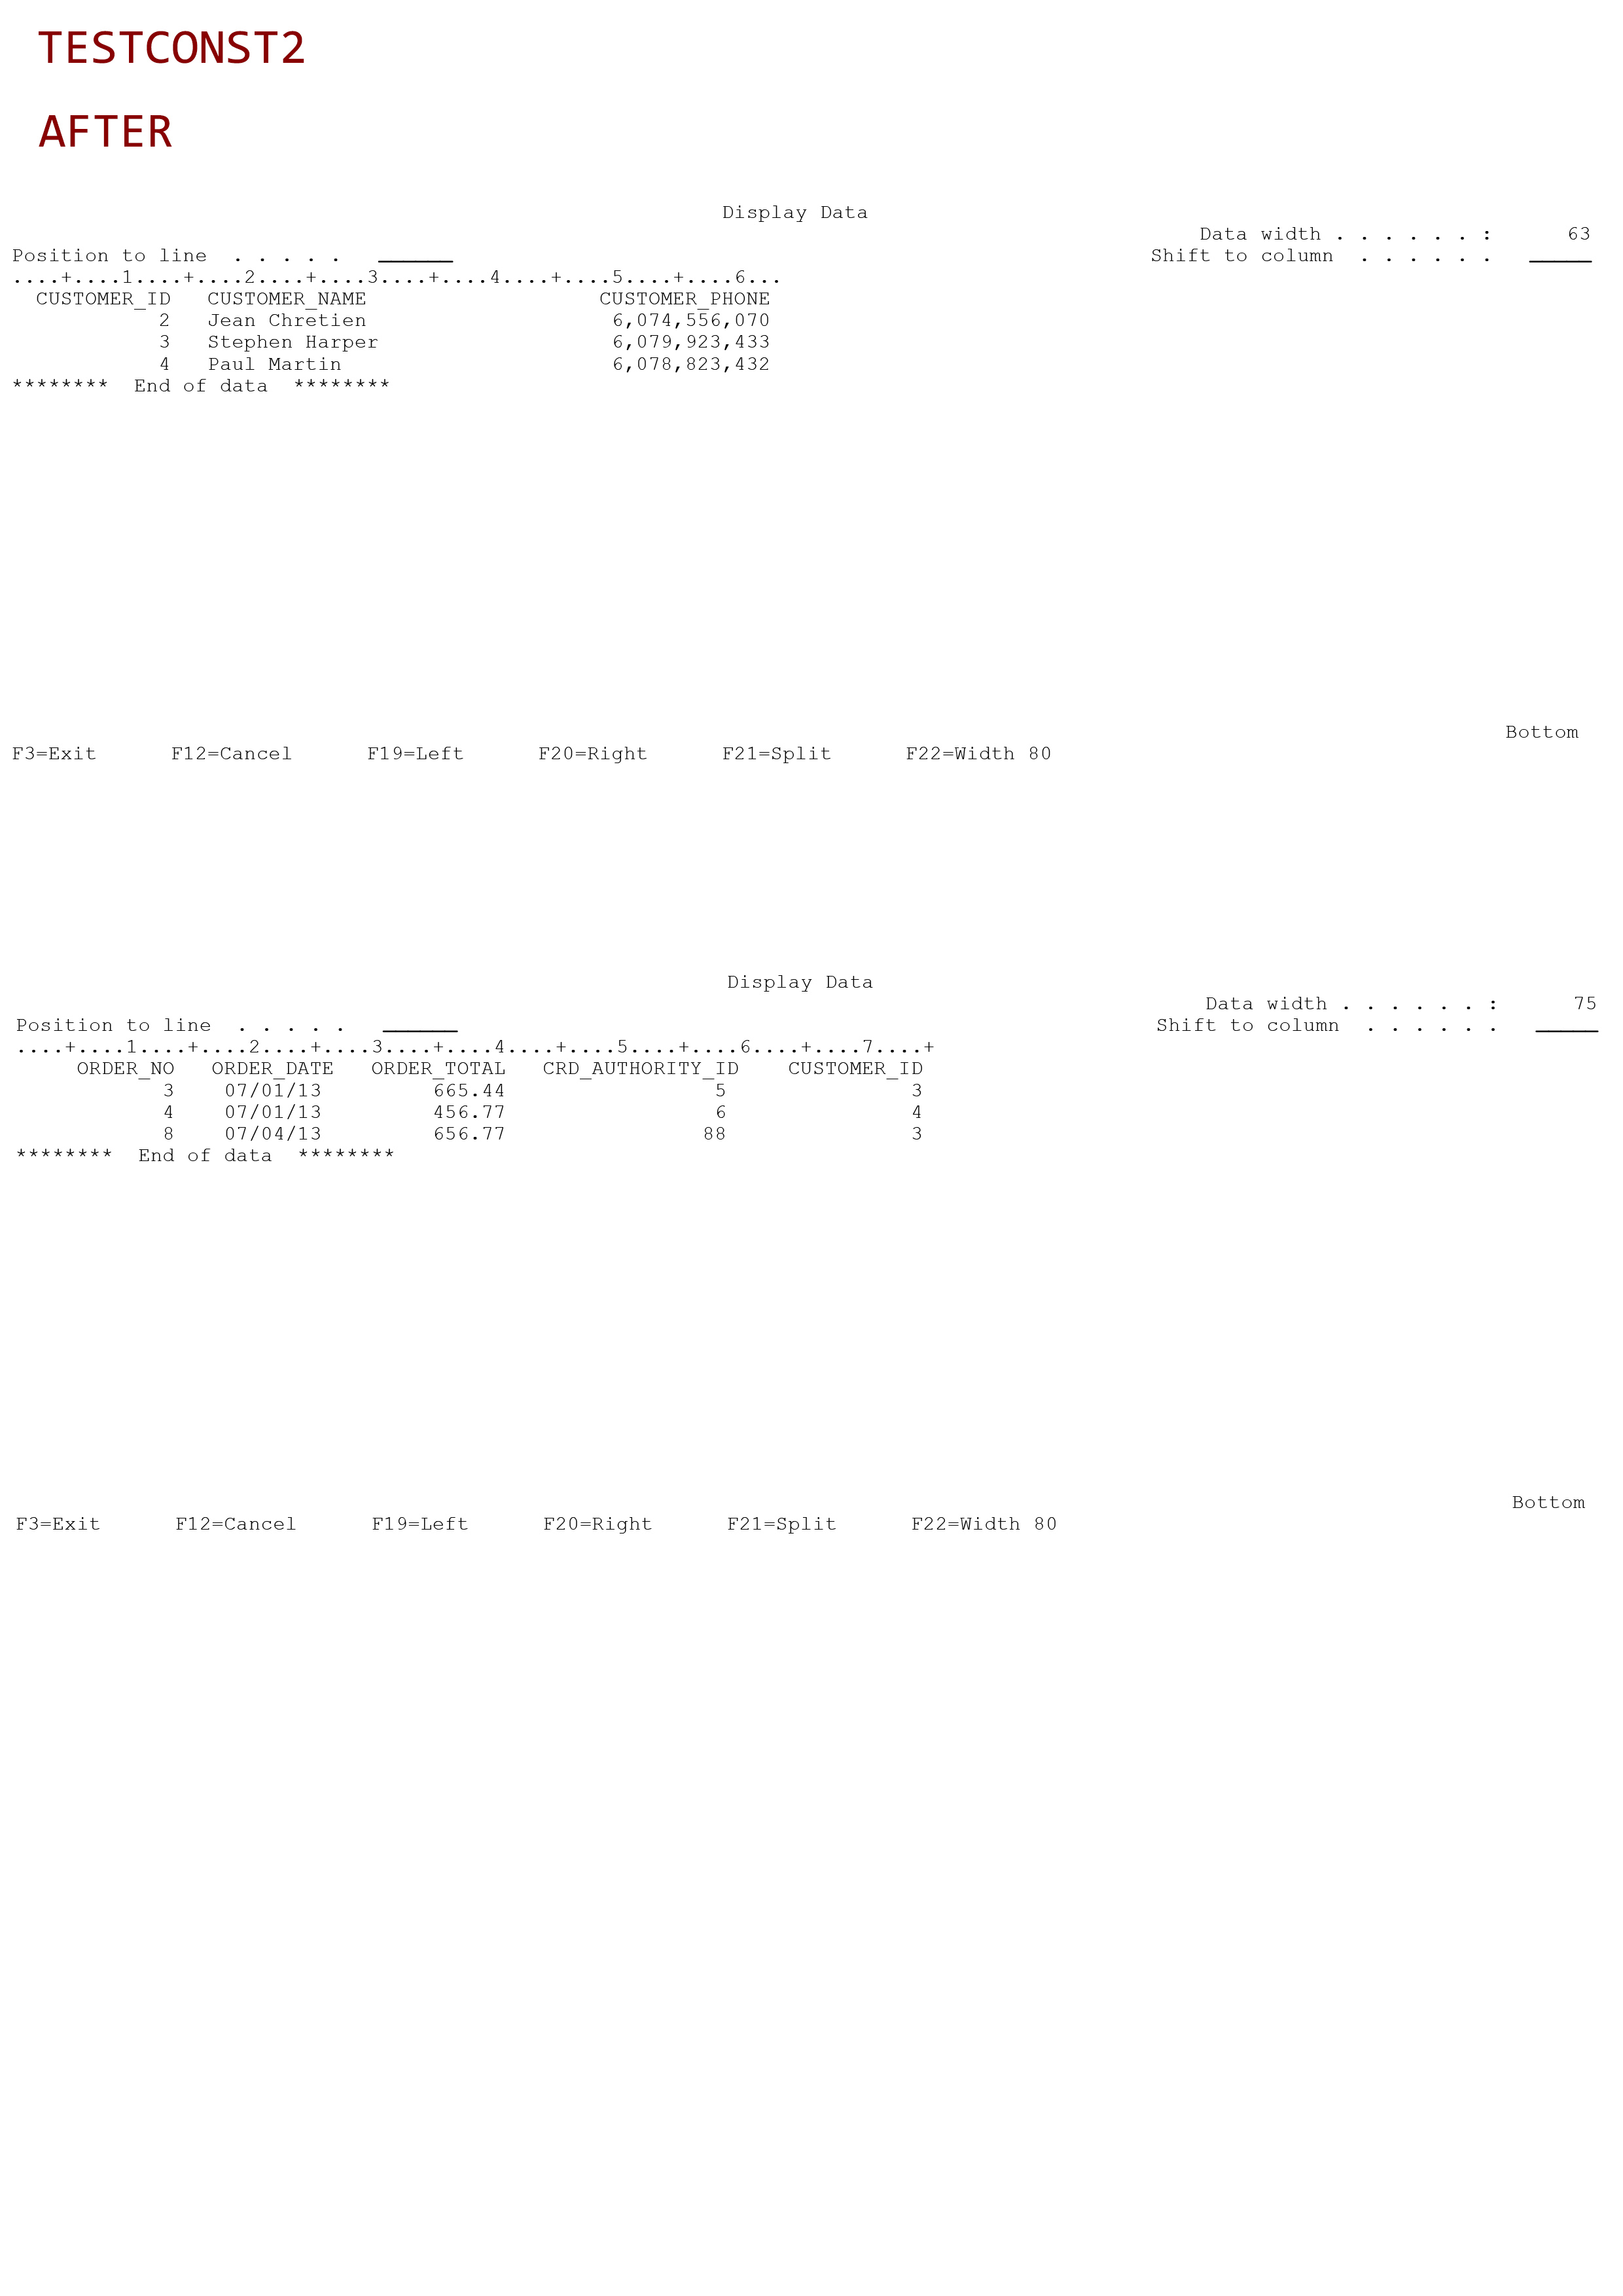 TESTCONST2
AFTER
Display Data
Data width . . . . . . : 63
Position to line . . . . . ______ Shift to column . . . . . . _____
....+....1....+....2....+....3....+....4....+....5....+....6...
CUSTOMER_ID CUSTOMER_NAME CUSTOMER_PHONE
2 Jean Chretien 6,074,556,070
3 Stephen Harper 6,079,923,433
4 Paul Martin 6,078,823,432
******** End of data ********
Bottom
F3=Exit F12=Cancel F19=Left F20=Right F21=Split F22=Width 80
Display Data
Data width . . . . . . : 75
Position to line . . . . . ______ Shift to column . . . . . . _____
....+....1....+....2....+....3....+....4....+....5....+....6....+....7....+
ORDER_NO ORDER_DATE ORDER_TOTAL CRD_AUTHORITY_ID CUSTOMER_ID
3 07/01/13 665.44 5 3
4 07/01/13 456.77 6 4
8 07/04/13 656.77 88 3
******** End of data ********
Bottom
F3=Exit F12=Cancel F19=Left F20=Right F21=Split F22=Width 80